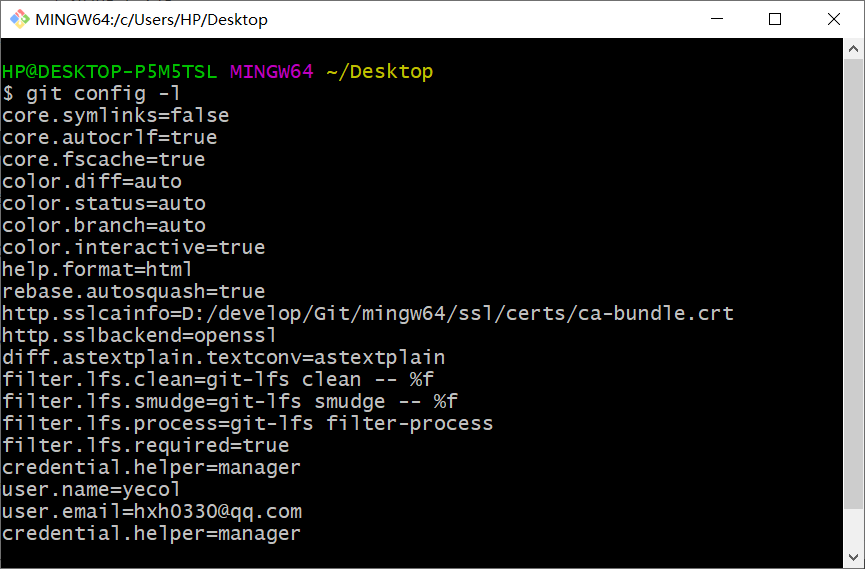 MINGW64:/c/Users/HP/Desktop
HP@DESKTOP-P5M5TSL MINGW64 ~/Desktop
$ git config -l
core.symlinks=false
core.autocrlf=true
core.fscache=true
color.diff=auto
color.status=auto
color.branch=auto
color.interactive=true
help.format=html
rebase.autosquash=true
http.sslcainfo=D:/develop/Git/mingw64/ssl/certs/ca-bundle.crt
http.sslbackend=openssl
diff.astextplain.textconv=astextplain
filter.lfs.clean=git-lfs clean -- %f
filter.lfs.smudge=git-lfs smudge -- %f
filter.lfs.process=git-lfs filter-process
filter.lfs.required=true
credential.helper=manager
user.name=yecol
user.email=hxh0330@qq.com
credential.helper=manager